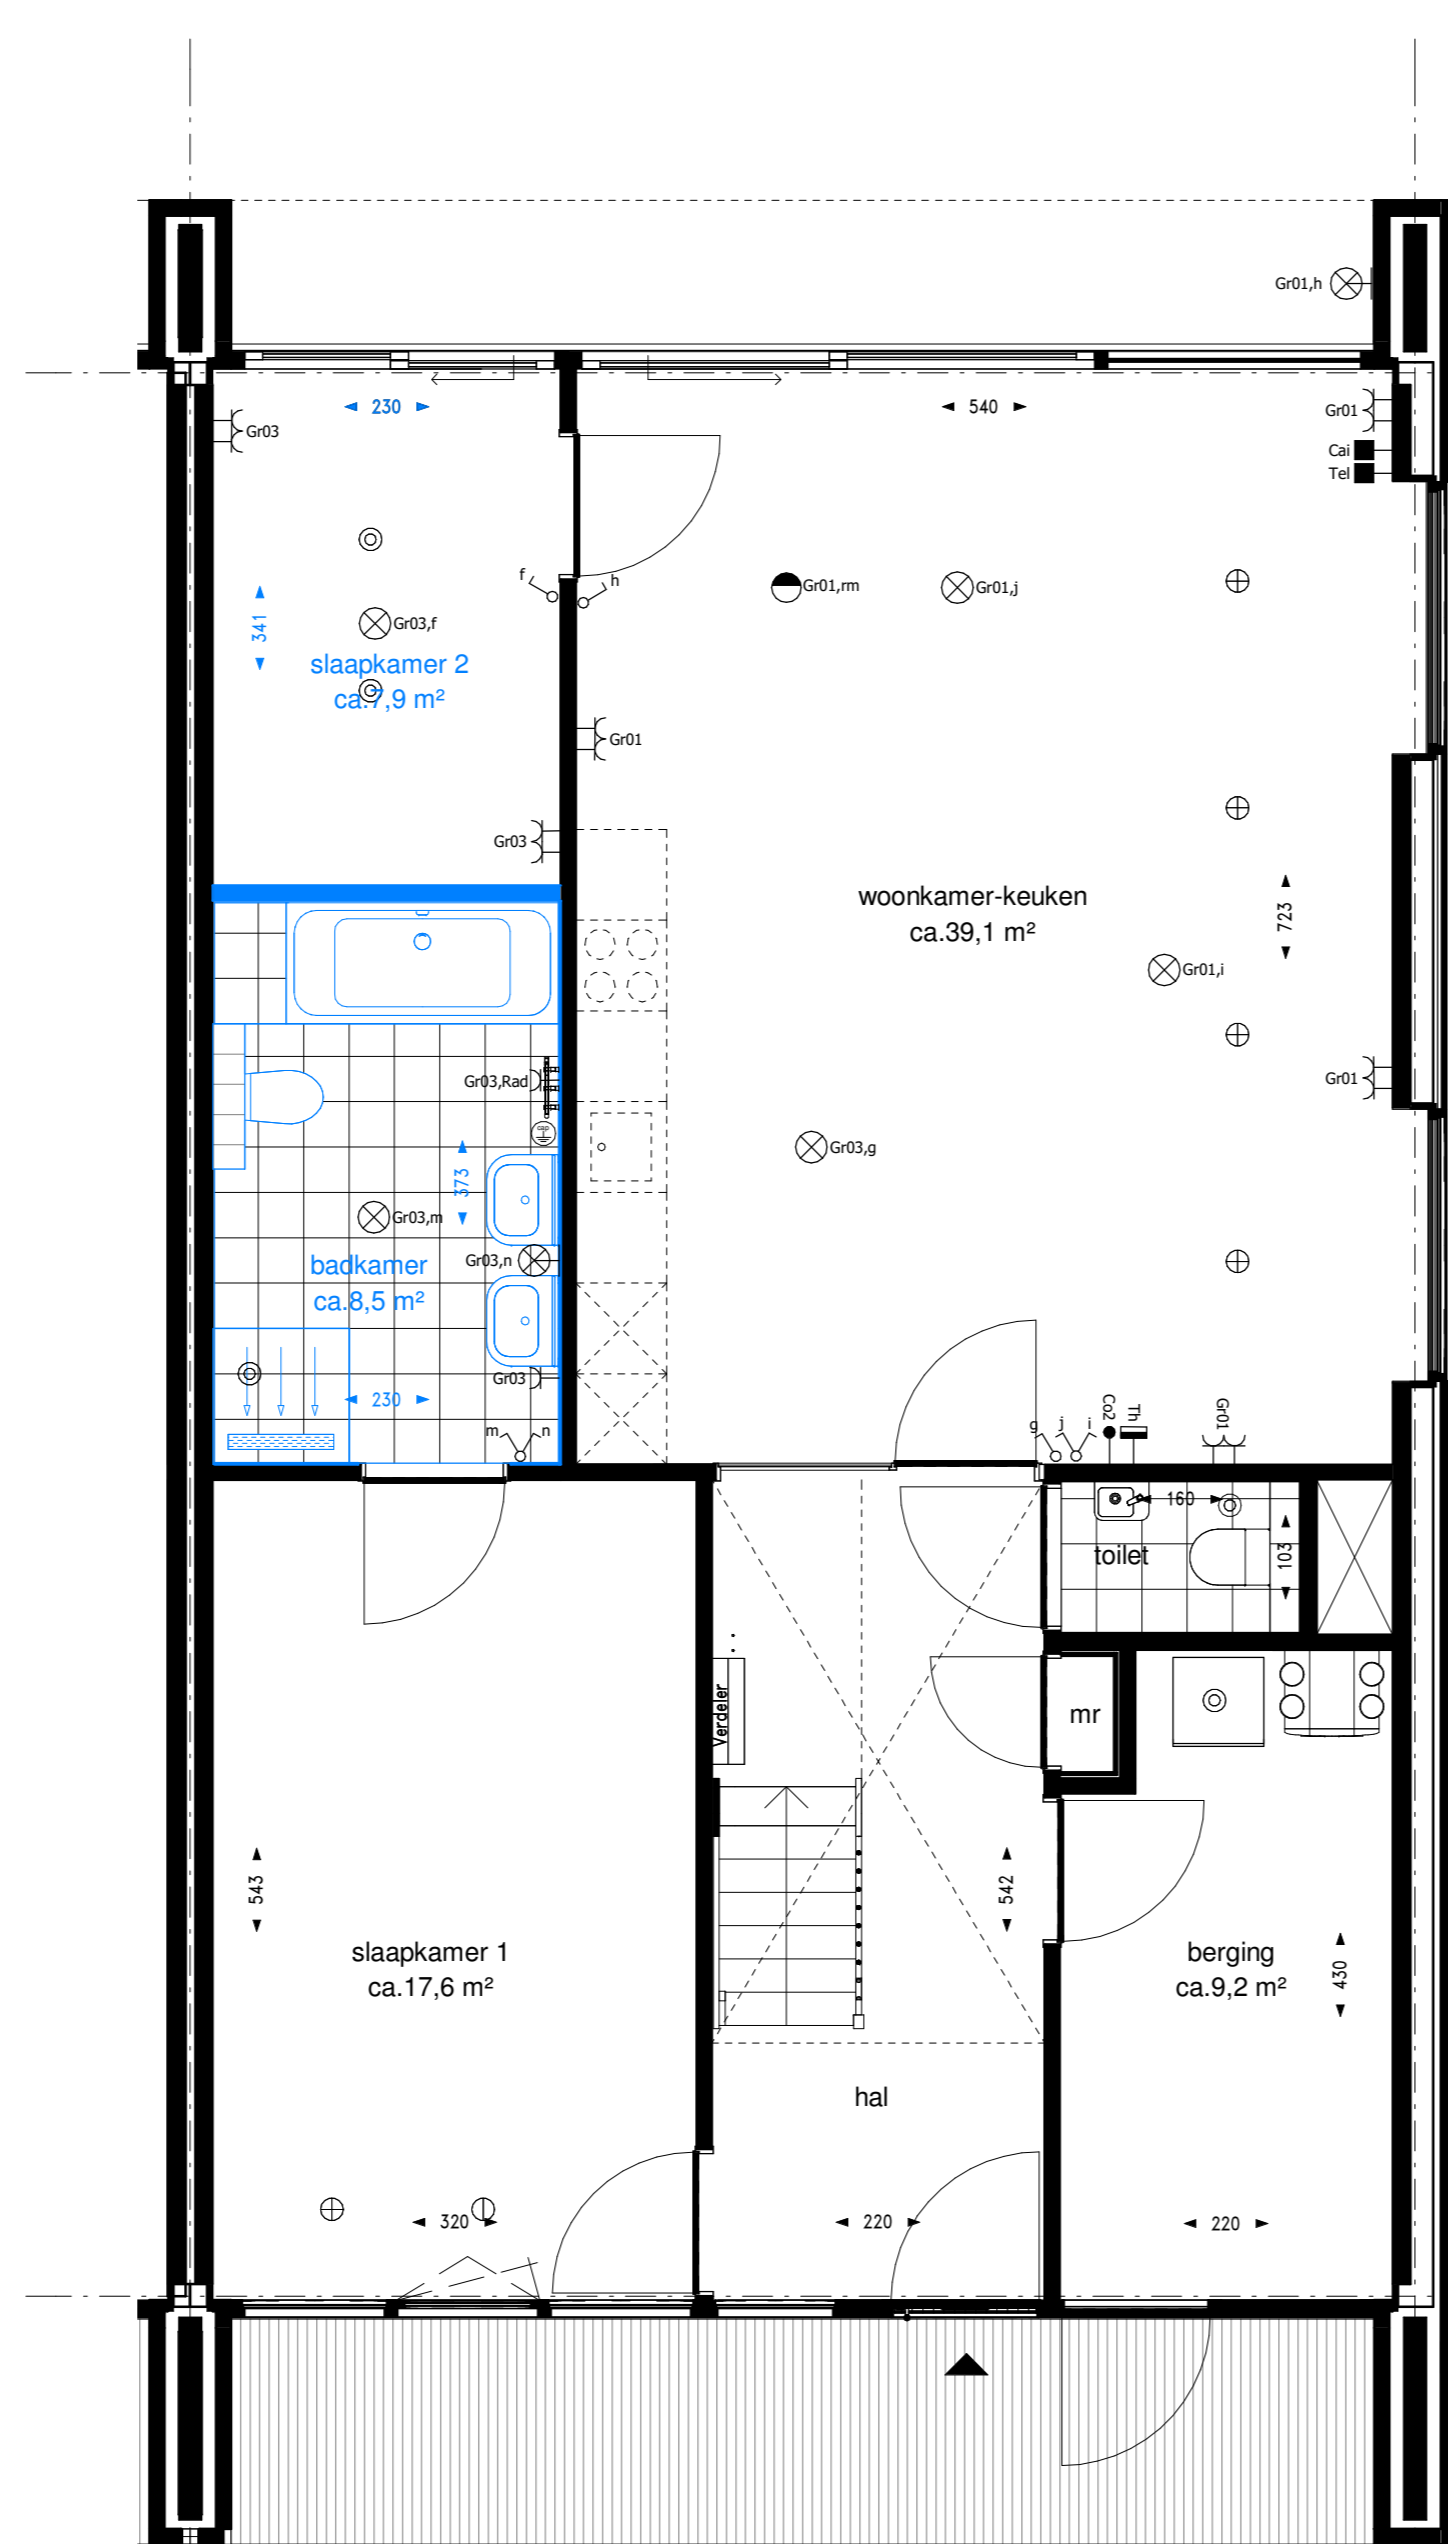 Gr01,h
230
540
Gr01
Gr03
Cai
Tel
f
h
Gr01,rm
Gr01,j
341
Gr03,f
slaapkamer 2
ca.7,9 m²
Gr01
Gr03
woonkamer-keuken
ca.39,1 m²
723
Gr01,i
Gr03,Rad
Gr01
cap
373
Gr03,g
Gr03,m
Gr03,n
badkamer
ca.8,5 m²
Gr03
230
m
n
g
j
i
Co2
Th
Gr01
160
toilet
103
Verdeler
mr
543
542
slaapkamer 1
ca.17,6 m²
berging
ca.9,2 m²
430
hal
320
220
220